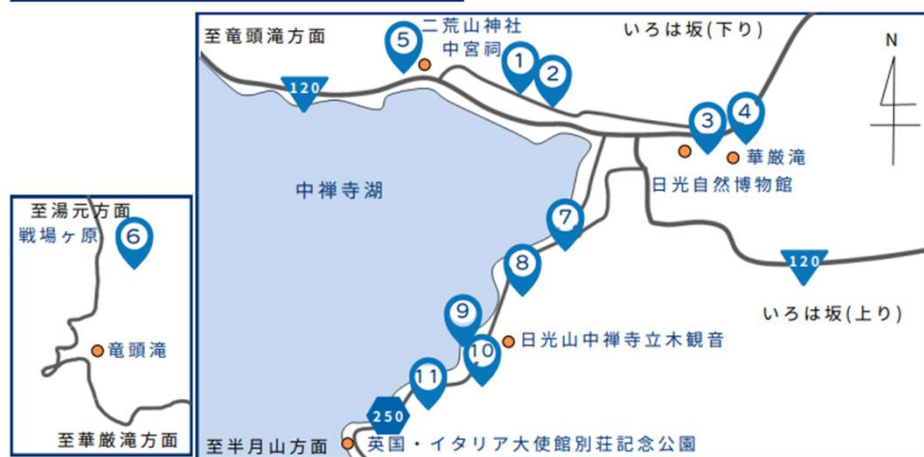 至竜頭滝方面
5
二荒山神社
中宮祠
いろは坂(下り)
N
1
2
120
3
4
華厳滝
日光自然博物館
中禅寺湖
至湯元方面
戦場ヶ原
6
竜頭滝
至華厳滝方面
7
8
120
いろは坂(上り)
9
10
日光山中禅寺立木観音
11
250
至半月山方面
英国・イタリア大使館別荘記念公園